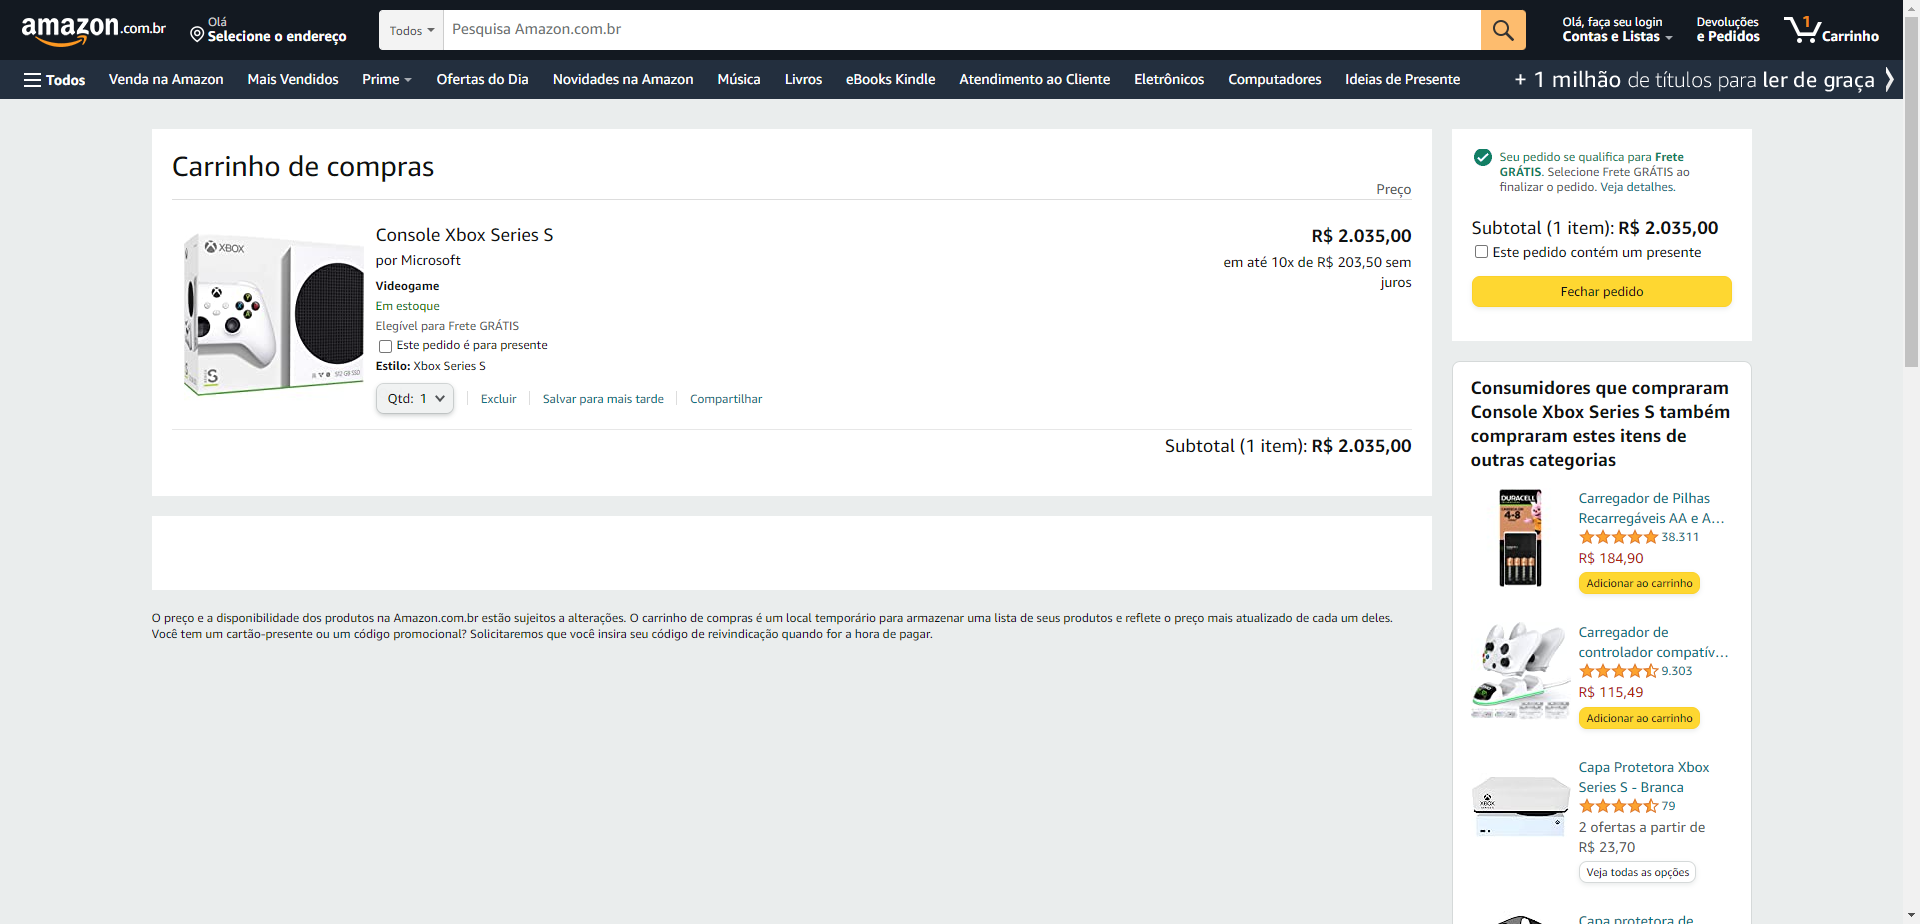 amazon.com.br
Olá
Selecione o endereço
Todos
Pesquisa Amazon.com.br
Olá, faça seu login
Contas e Listas
Devoluções
e Pedidos
1
Carrinho
Todos
Venda na Amazon
Mais Vendidos
Prime
Ofertas do Dia
Novidades na Amazon
Música
Livros
eBooks Kindle
Atendimento ao Cliente
Eletrônicos
Computadores
Ideias de Presente
+ 1 milhão de títulos para ler de graça
Carrinho de compras
Preço
XBOX
Console Xbox Series S
por Microsoft
Videogame
Em estoque
Elegível para Frete GRÁTIS
Este pedido é para presente
Estilo: Xbox Series S
Qtd: 1
Excluir
Salvar para mais tarde
Compartilhar
R$ 2.035,00
em até 10x de R$ 203,50 sem
juros
Subtotal (1 item): R$ 2.035,00
O preço e a disponibilidade dos produtos na Amazon.com.br estão sujeitos a alterações. O carrinho de compras é um local temporário para armazenar uma lista de seus produtos e reflete o preço mais atualizado de cada um deles.
Você tem um cartão-presente ou um código promocional? Solicitaremos que você insira seu código de reivindicação quando for a hora de pagar.
Seu pedido se qualifica para Frete
GRÁTIS. Selecione Frete GRÁTIS ao
finalizar o pedido. Veja detalhes.
Subtotal (1 item): R$ 2.035,00
Este pedido contém um presente
Fechar pedido
Consumidores que compraram
Console Xbox Series S também
compraram estes itens de
outras categorias
DURACELL
4-8
Carregador de Pilhas
Recarregáveis AA e A…
38.311
R$ 184,90
Adicionar ao carrinho
Carregador de
controlador compatív…
9.303
R$ 115,49
Adicionar ao carrinho
XBOX
Capa Protetora Xbox
Series S - Branca
79
2 ofertas a partir de
R$ 23,70
Veja todas as opções
Capa protetora de